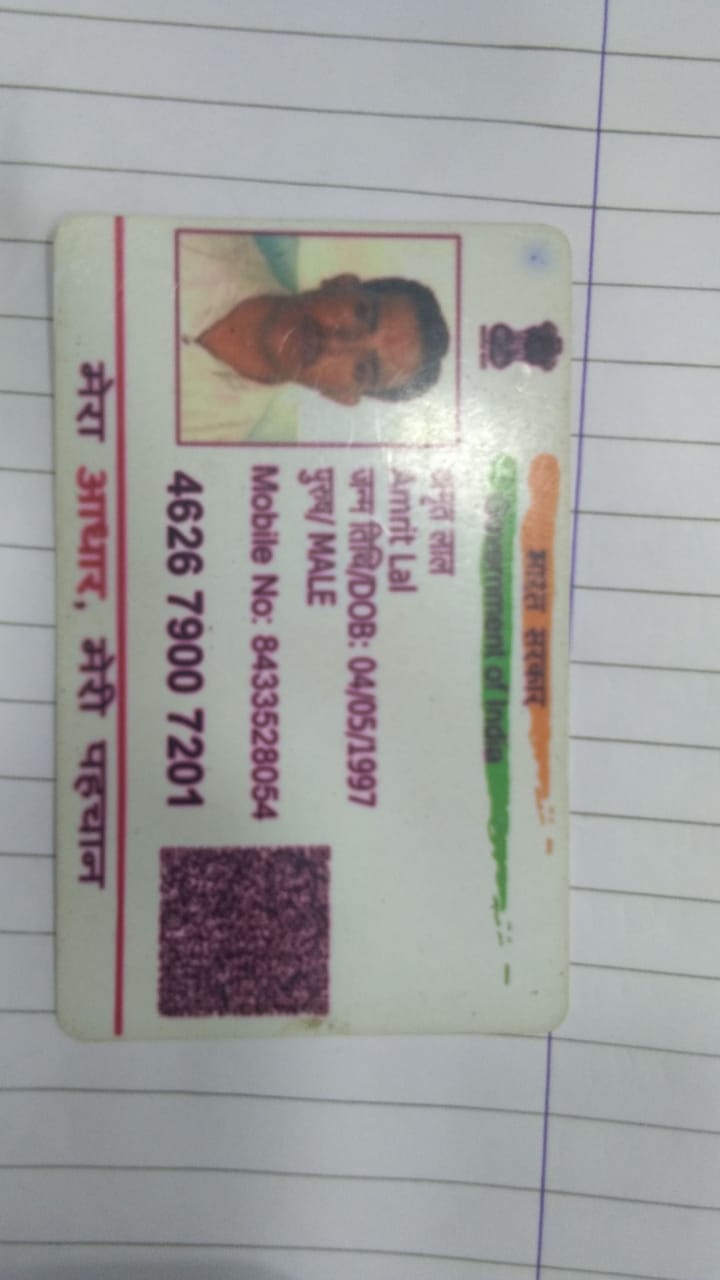 भारत सरकार
Government of India
अमृत लाल
Amrit Lal
जन्म तिथि/DOB: 04/05/1997
पुरुष/ MALE
Mobile No: 8433528054
4626 7900 7201
मेरा आधार, मेरी पहचान